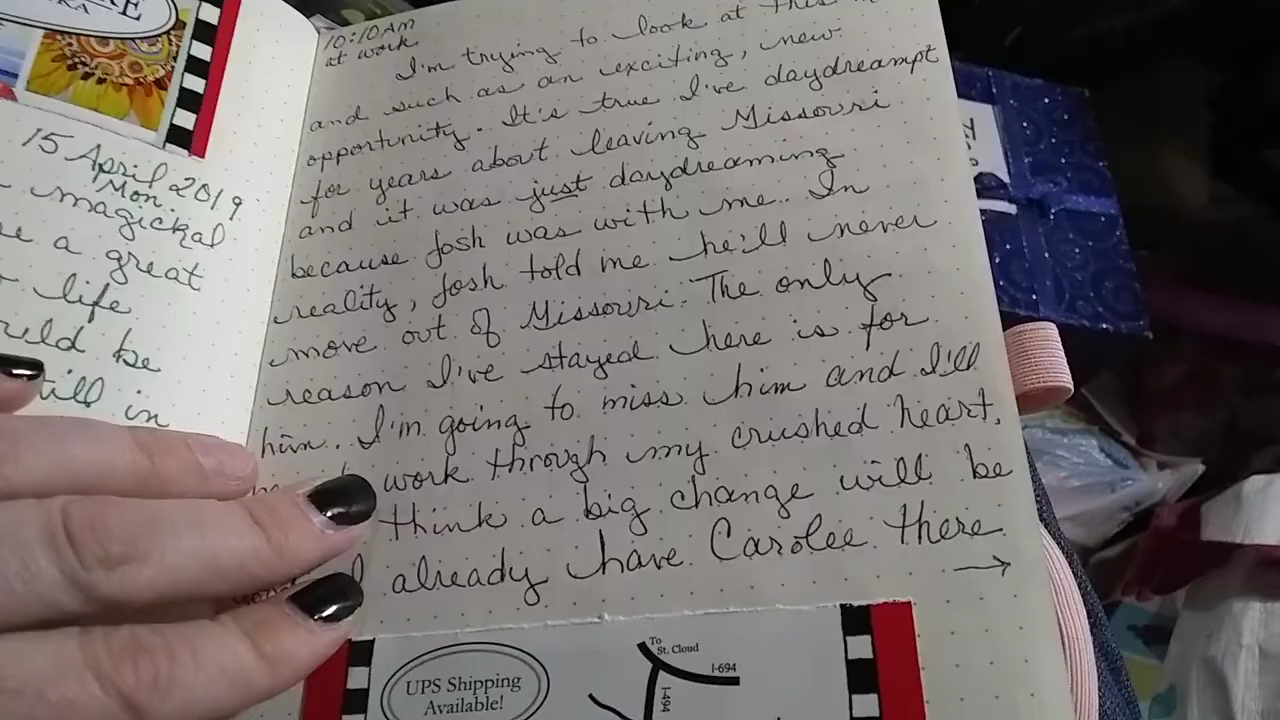 KA
15 April 2019
Mon.
magickal
a great
life
be
in
10:10 AM
at work
I'm trying to look at this
and such as an exciting, new
opportunity. It's true I've daydreampt
for years about leaving Missouri
and it was just daydreaming
because Josh was with me. In
reality, Josh told me he'll never
move out of Missouri. The only
reason I've stayed here is for
him. I'm going to miss him and I'll
work through my crushed heart.
think a big change will be
I already have Carolee there.
→
UPS Shipping
Available!
To
St. Cloud
I-694
I-494